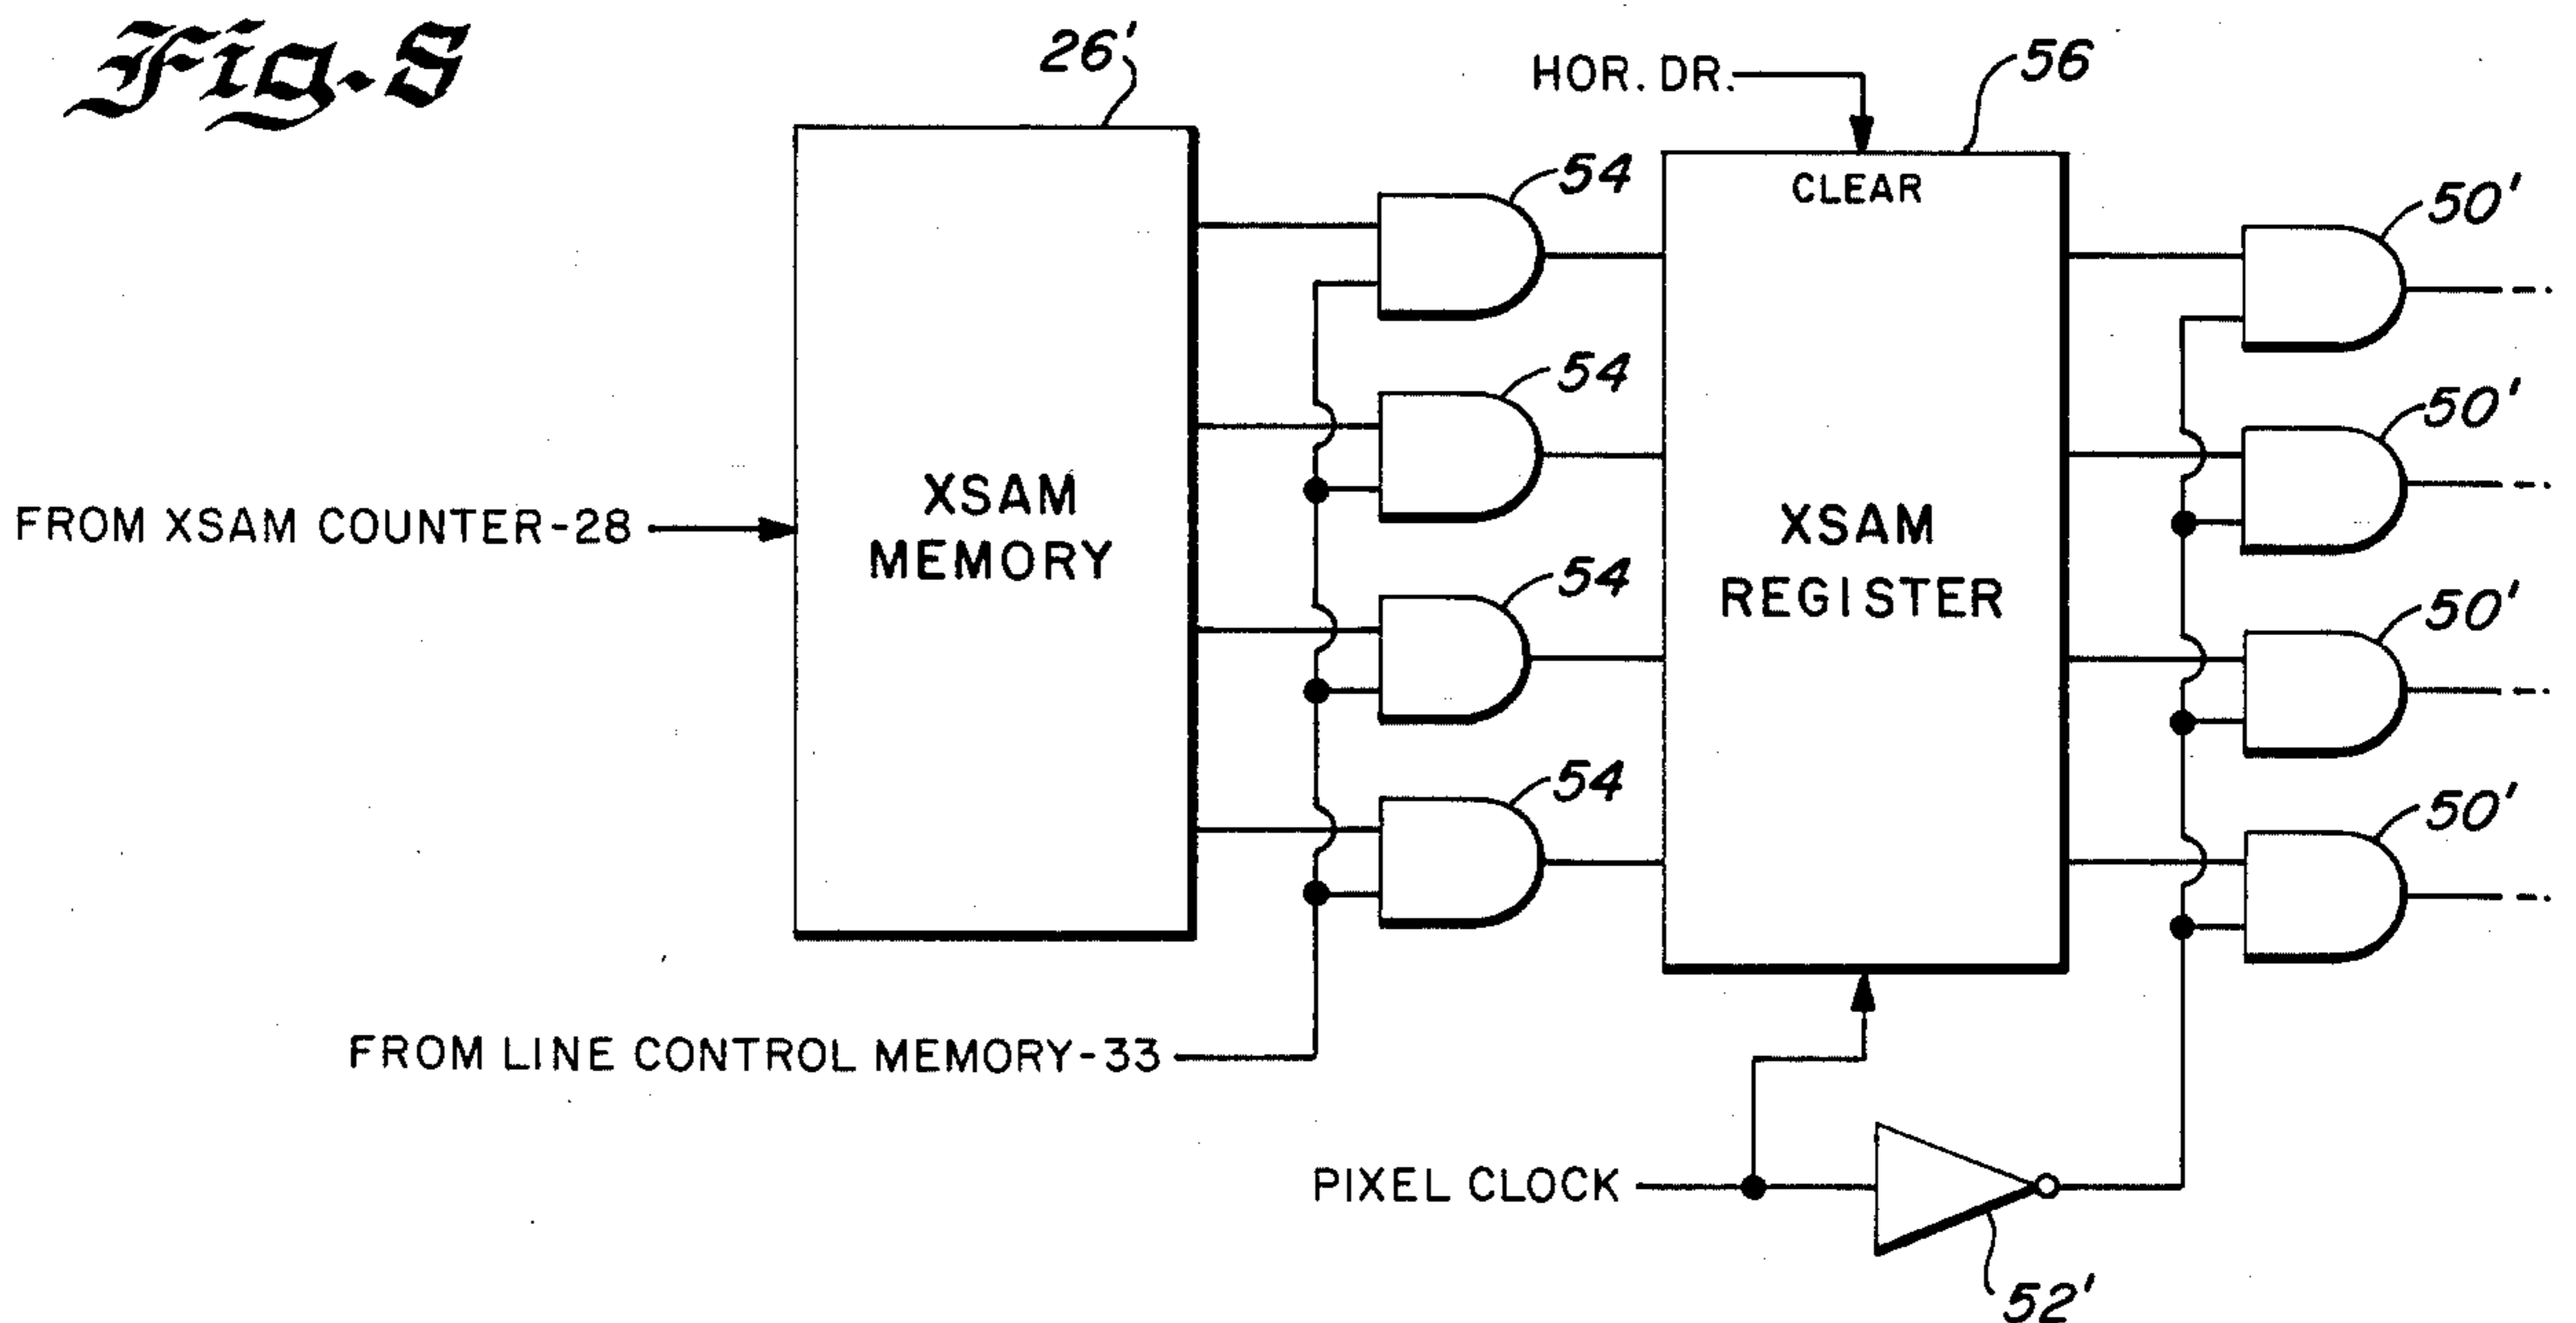 Fig.5
26'
HOR. DR.
56
CLEAR
54
50'
54
50'
FROM XSAM COUNTER-28
XSAM
MEMORY
XSAM
REGISTER
54
50'
54
50'
FROM LINE CONTROL MEMORY-33
PIXEL CLOCK
52'